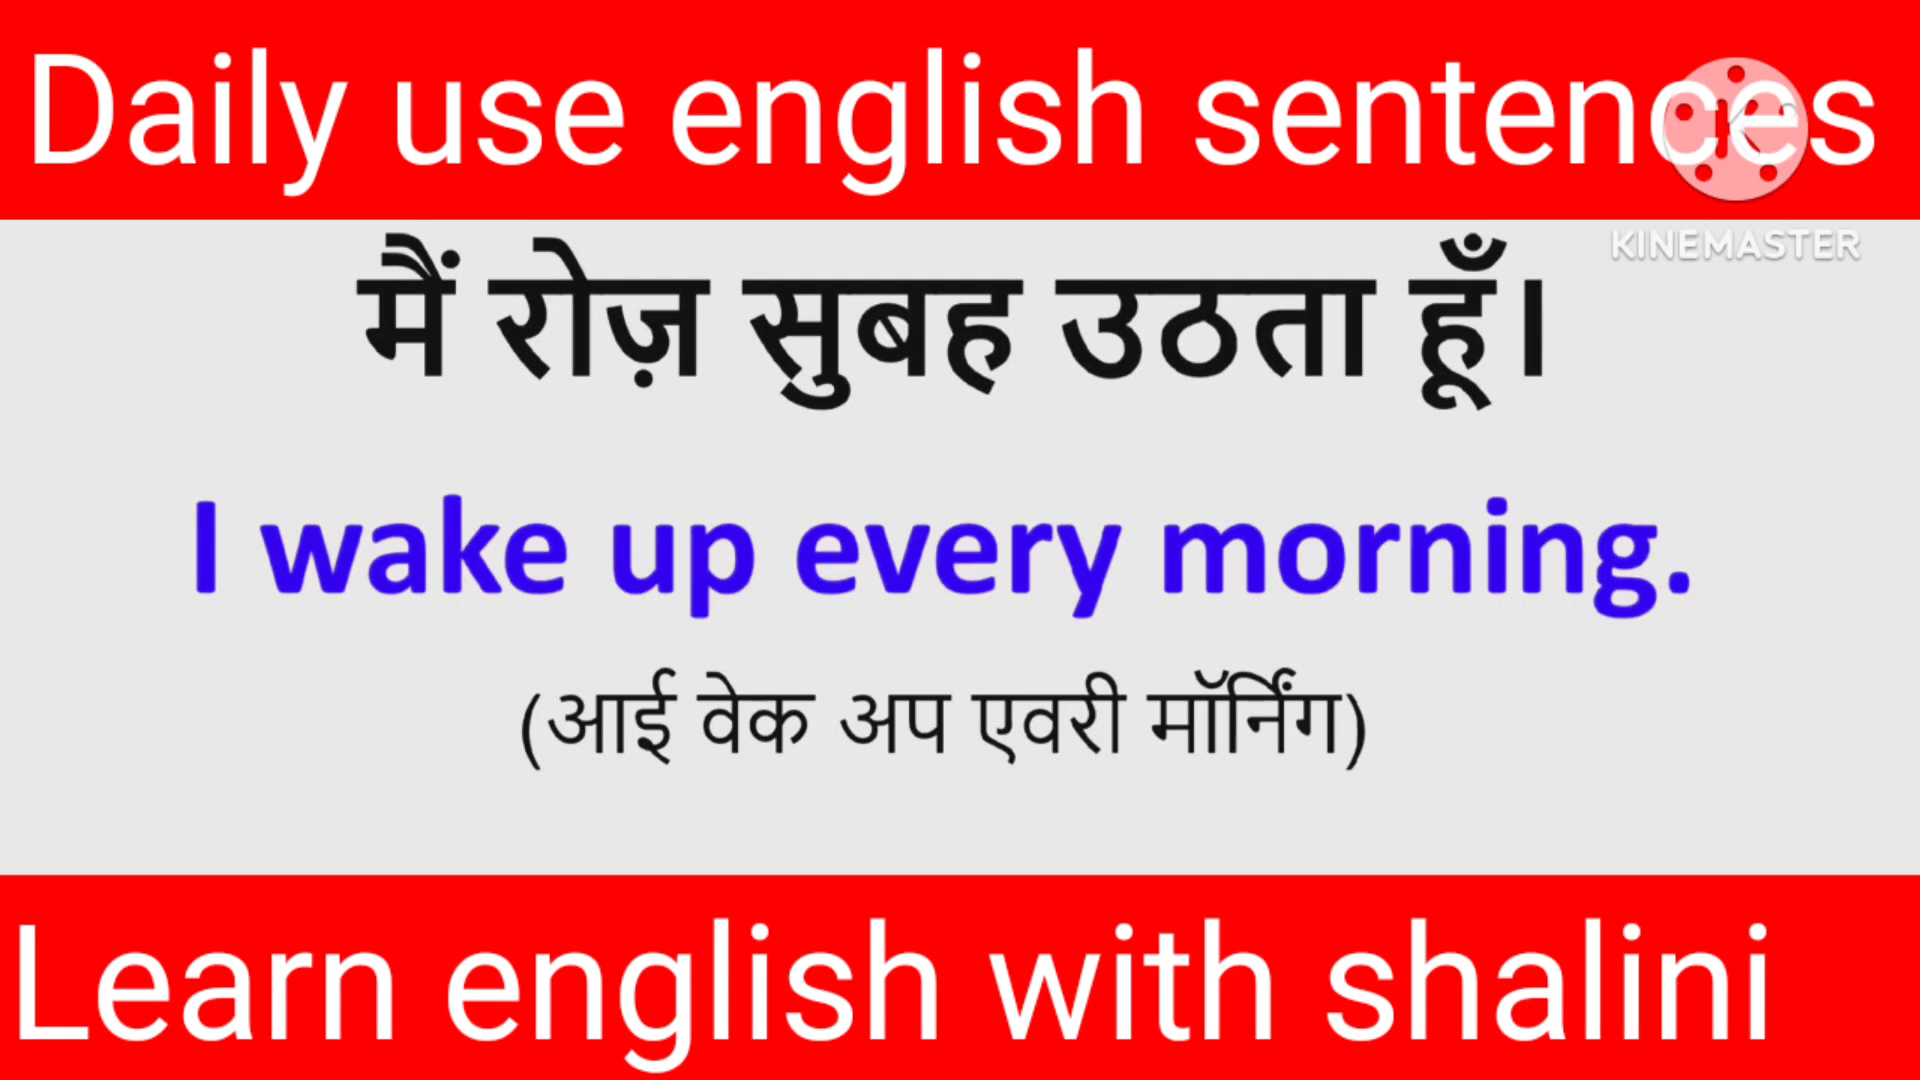 Daily use english sentences
KINEMASTER
मैं रोज़ सुबह उठता हूँ।
I wake up every morning.
(आई वेक अप एवरी मॉर्निंग)
Learn english with shalini